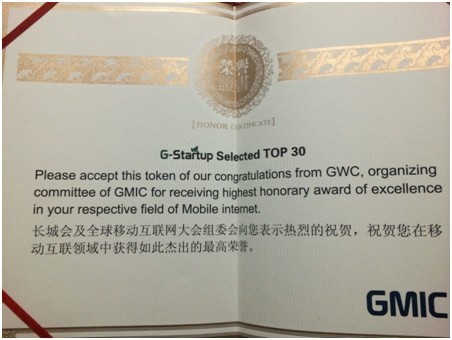 榮譽
證書
[HONOR CERTIFICATE]
G-Startup Selected TOP 30
Please accept this token of our congratulations from GWC, organizing
committee of GMIC for receiving highest honorary award of excellence
in your respective field of Mobile internet.
长城会及全球移动互联网大会组委会向您表示热烈的祝贺，祝贺您在移
动互联领域中获得如此杰出的最高荣誉。
GMIC